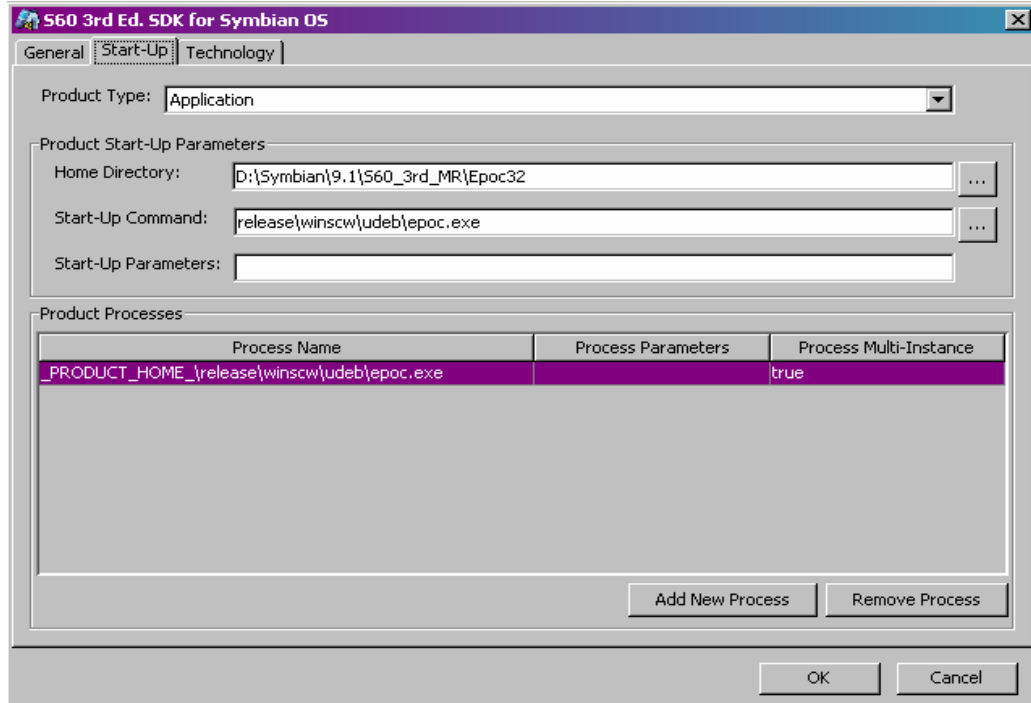 S60 3rd Ed. SDK for Symbian OS
General Start-Up Technology
Product Type: Application
Product Start-Up Parameters
Home Directory: D:\Symbian\9.1\S60_3rd_MR\Epoc32 ...
Start-Up Command: release\winscw\udeb\epoc.exe ...
Start-Up Parameters:
Product Processes
Process Name Process Parameters Process Multi-Instance
_PRODUCT_HOME_\release\winscw\udeb\epoc.exe true
Add New Process Remove Process
OK Cancel